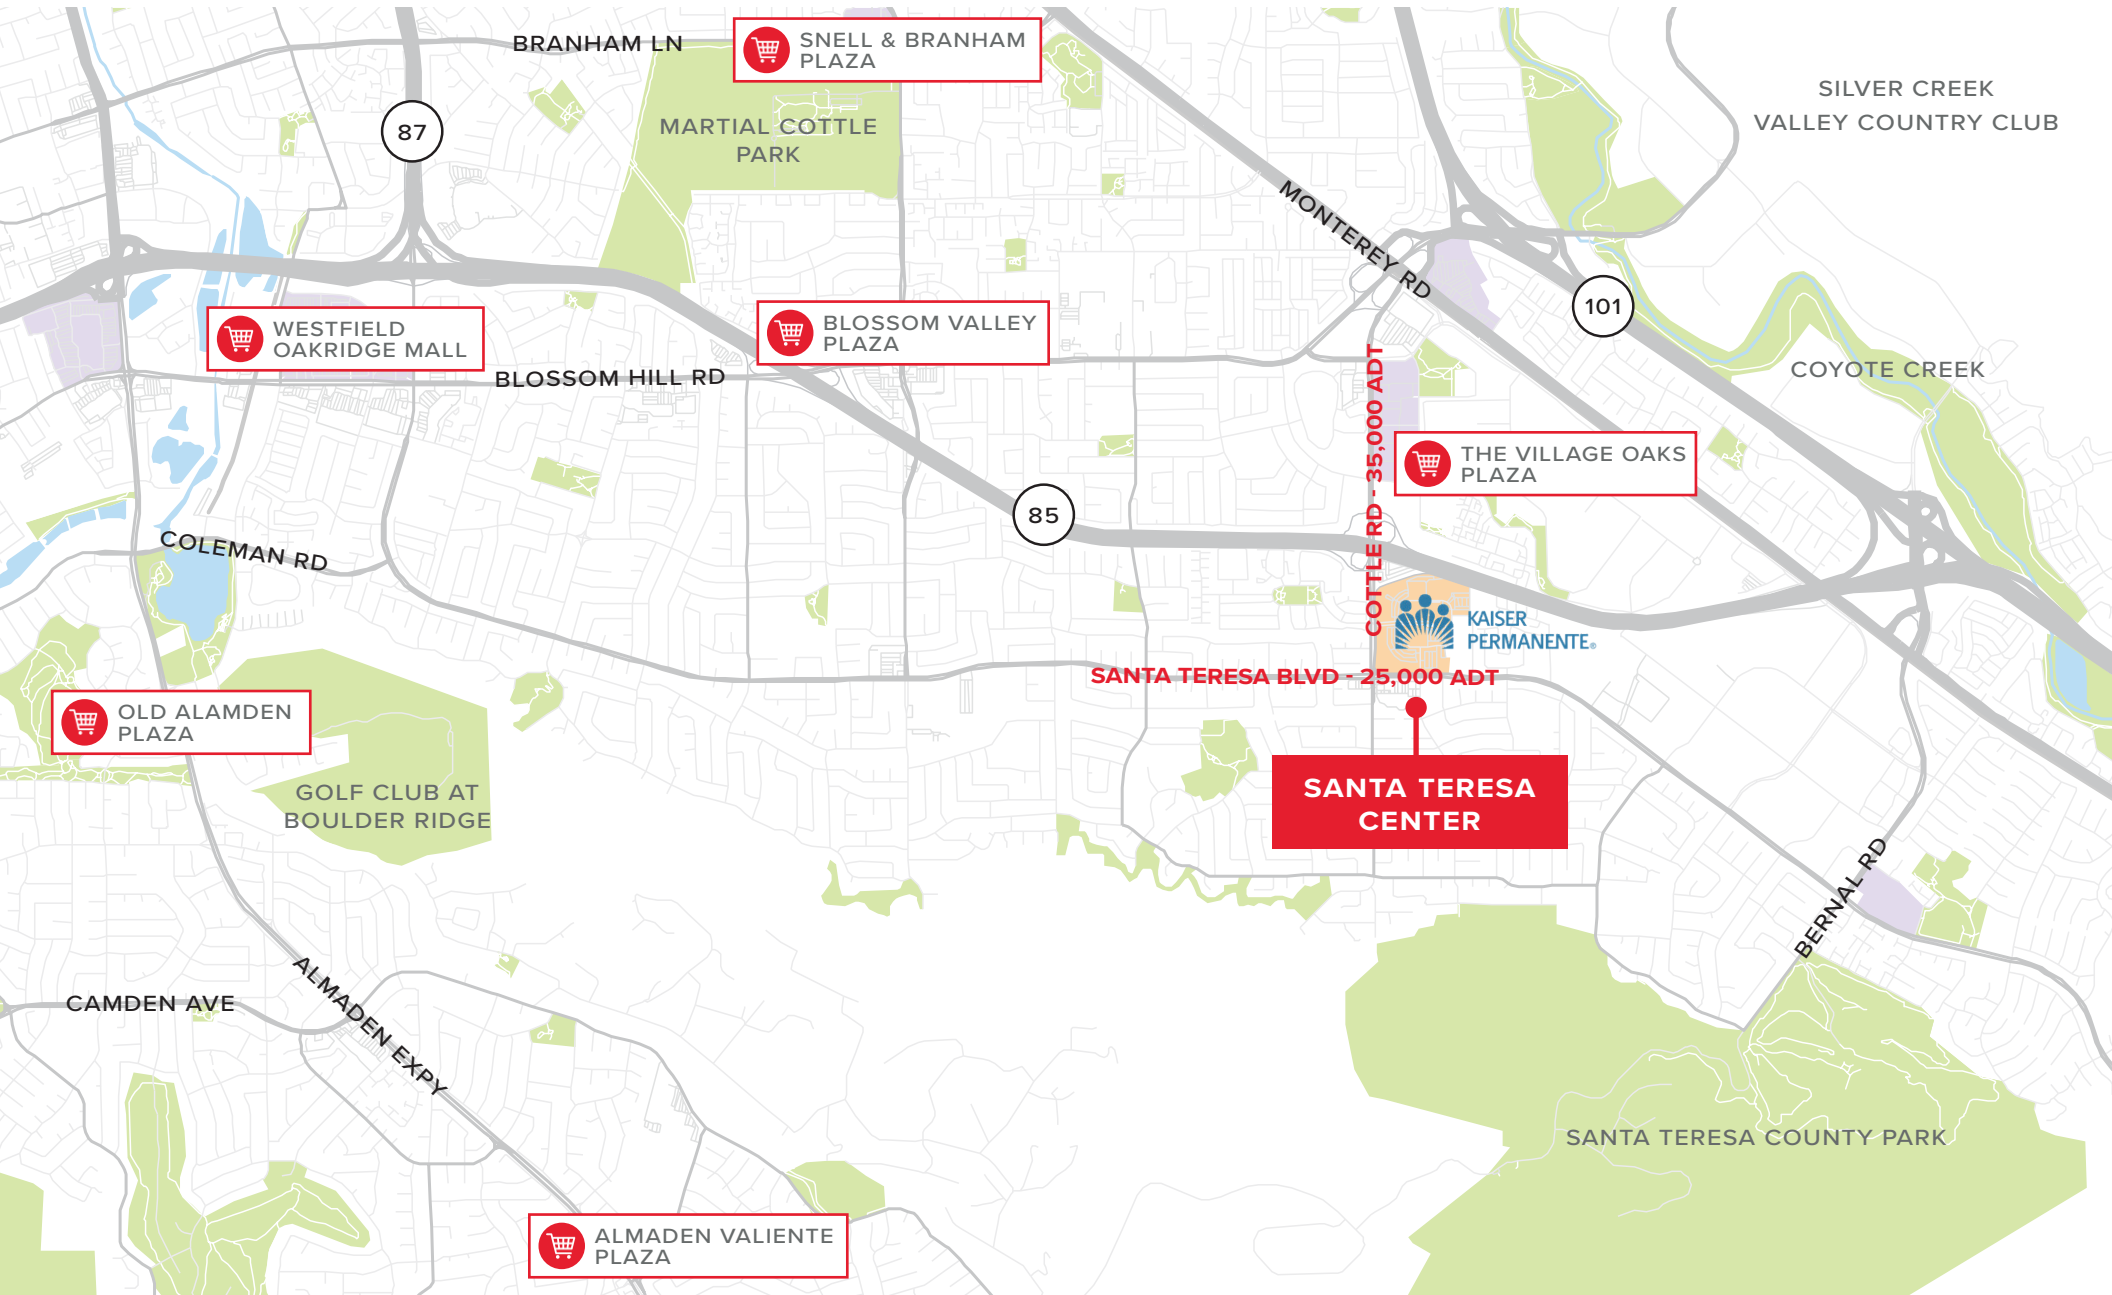 BRANHAM LN
SNELL & BRANHAM
PLAZA
SILVER CREEK
VALLEY COUNTRY CLUB
87
MARTIAL COTTLE
PARK
MONTEREY RD
101
WESTFIELD
OAKRIDGE MALL
BLOSSOM VALLEY
PLAZA
BLOSSOM HILL RD
COYOTE CREEK
COTTLE RD - 35,000 ADT
THE VILLAGE OAKS
PLAZA
85
COLEMAN RD
KAISER
PERMANENTE®
SANTA TERESA BLVD - 25,000 ADT
OLD ALAMDEN
PLAZA
SANTA TERESA
CENTER
GOLF CLUB AT
BOULDER RIDGE
BERNAL RD
CAMDEN AVE
ALMADEN EXPY
SANTA TERESA COUNTY PARK
ALMADEN VALIENTE
PLAZA